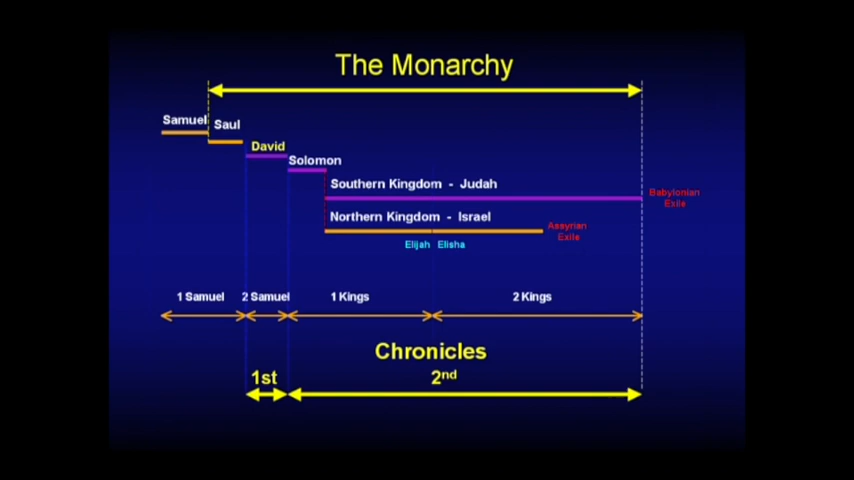 The Monarchy
Samuel
Saul
David
Solomon
Southern Kingdom - Judah
Babylonian
Exile
Northern Kingdom - Israel
Assyrian
Exile
Elijah Elisha
1 Samuel 2 Samuel 1 Kings 2 Kings
Chronicles
1st 2nd